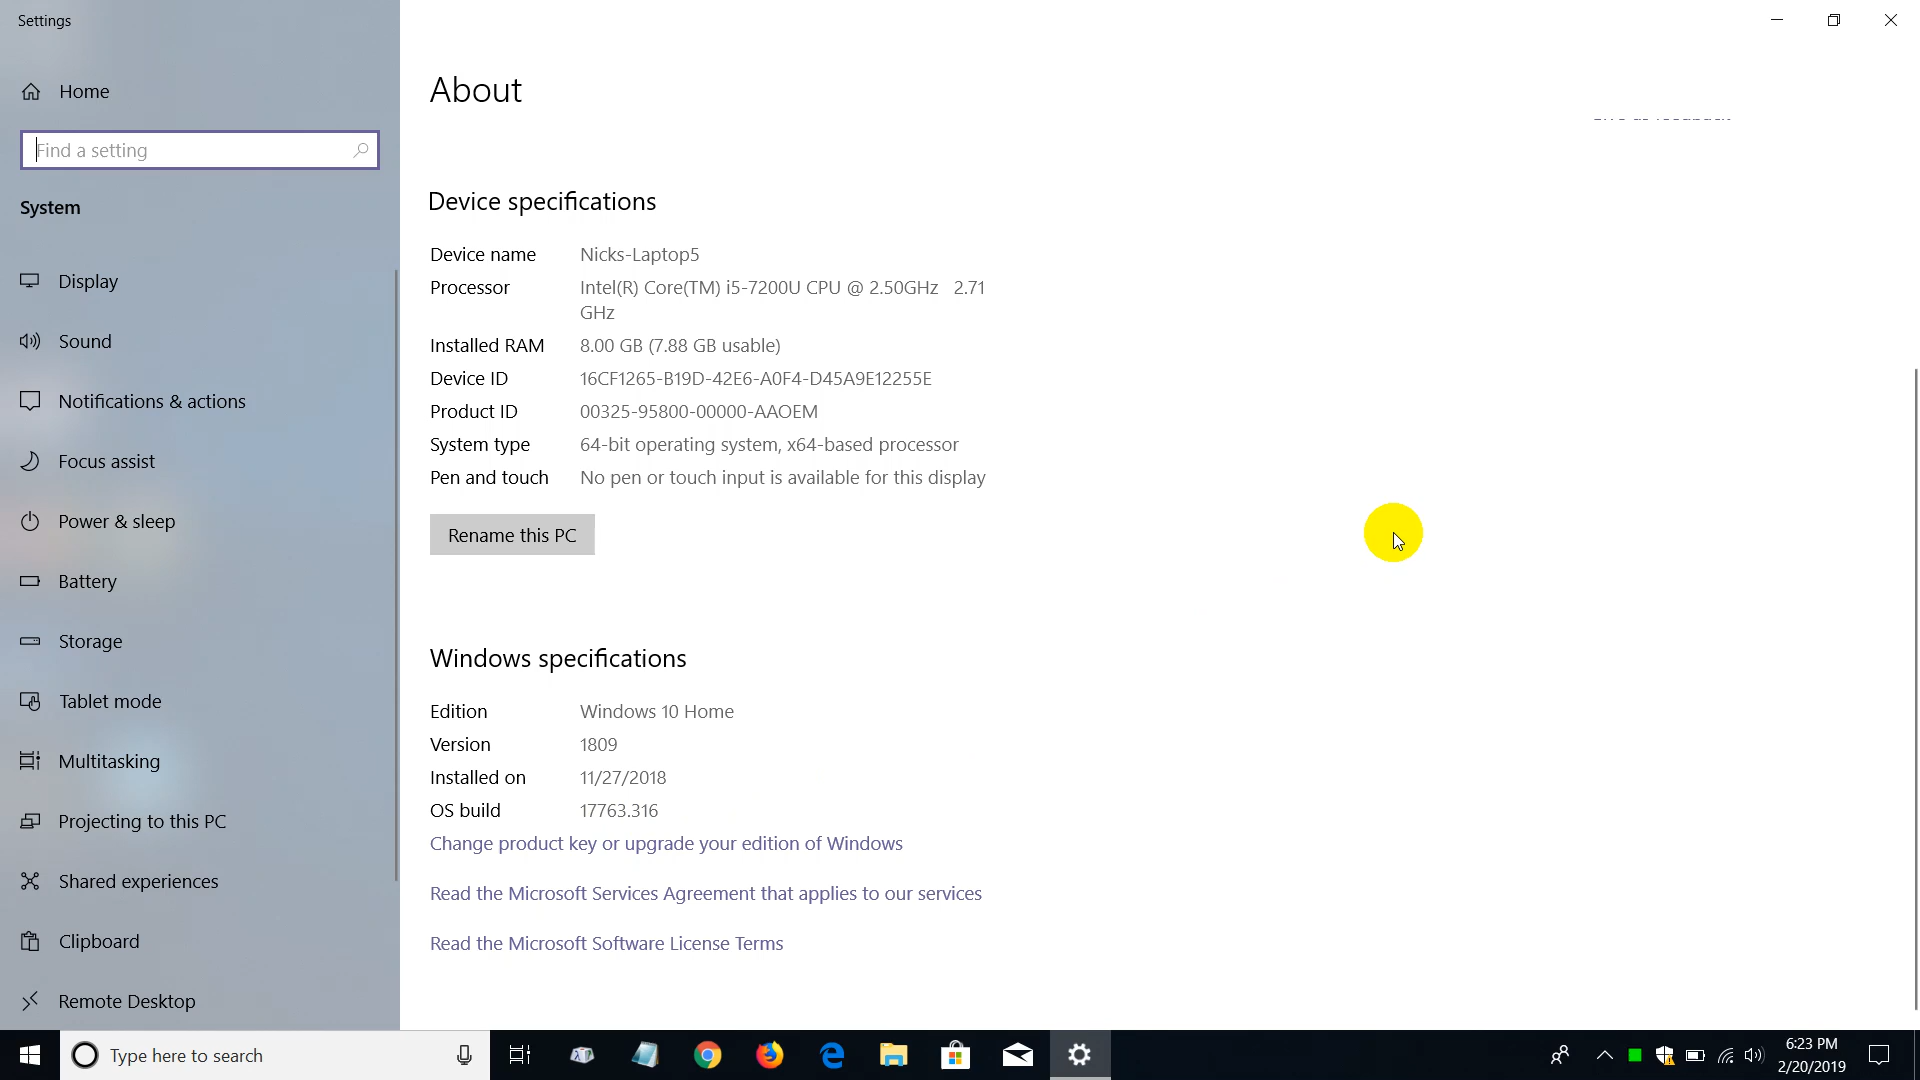 Settings
Home
Find a setting
System
Display
Sound
Notifications & actions
Focus assist
Power & sleep
Battery
Storage
Tablet mode
Multitasking
Projecting to this PC
Shared experiences
Clipboard
Remote Desktop
About
Device specifications
Device name Nicks-Laptop5
Processor Intel(R) Core(TM) i5-7200U CPU @ 2.50GHz 2.71
GHz
Installed RAM 8.00 GB (7.88 GB usable)
Device ID 16CF1265-B19D-42E6-A0F4-D45A9E12255E
Product ID 00325-95800-00000-AAOEM
System type 64-bit operating system, x64-based processor
Pen and touch No pen or touch input is available for this display
Rename this PC
Windows specifications
Edition Windows 10 Home
Version 1809
Installed on 11/27/2018
OS build 17763.316
Change product key or upgrade your edition of Windows
Read the Microsoft Services Agreement that applies to our services
Read the Microsoft Software License Terms
Type here to search
6:23 PM
2/20/2019